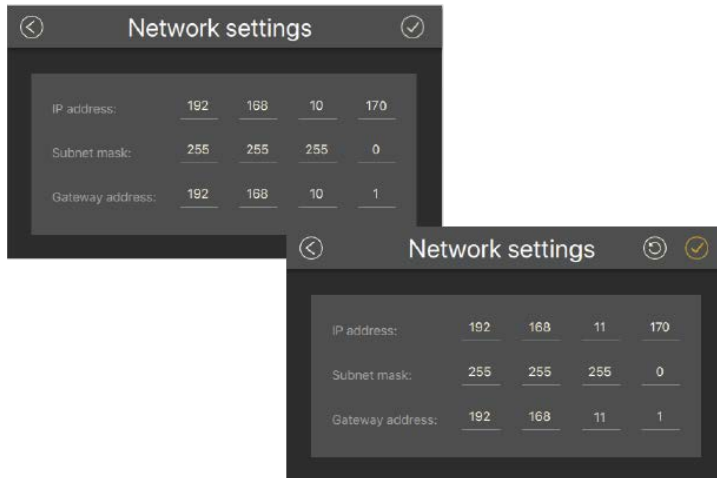 Network settings
IP address: 192 168 10 170
Subnet mask: 255 255 255 0
Gateway address: 192 168 10 1
Network settings
IP address: 192 168 11 170
Subnet mask: 255 255 255 0
Gateway address: 192 168 11 1